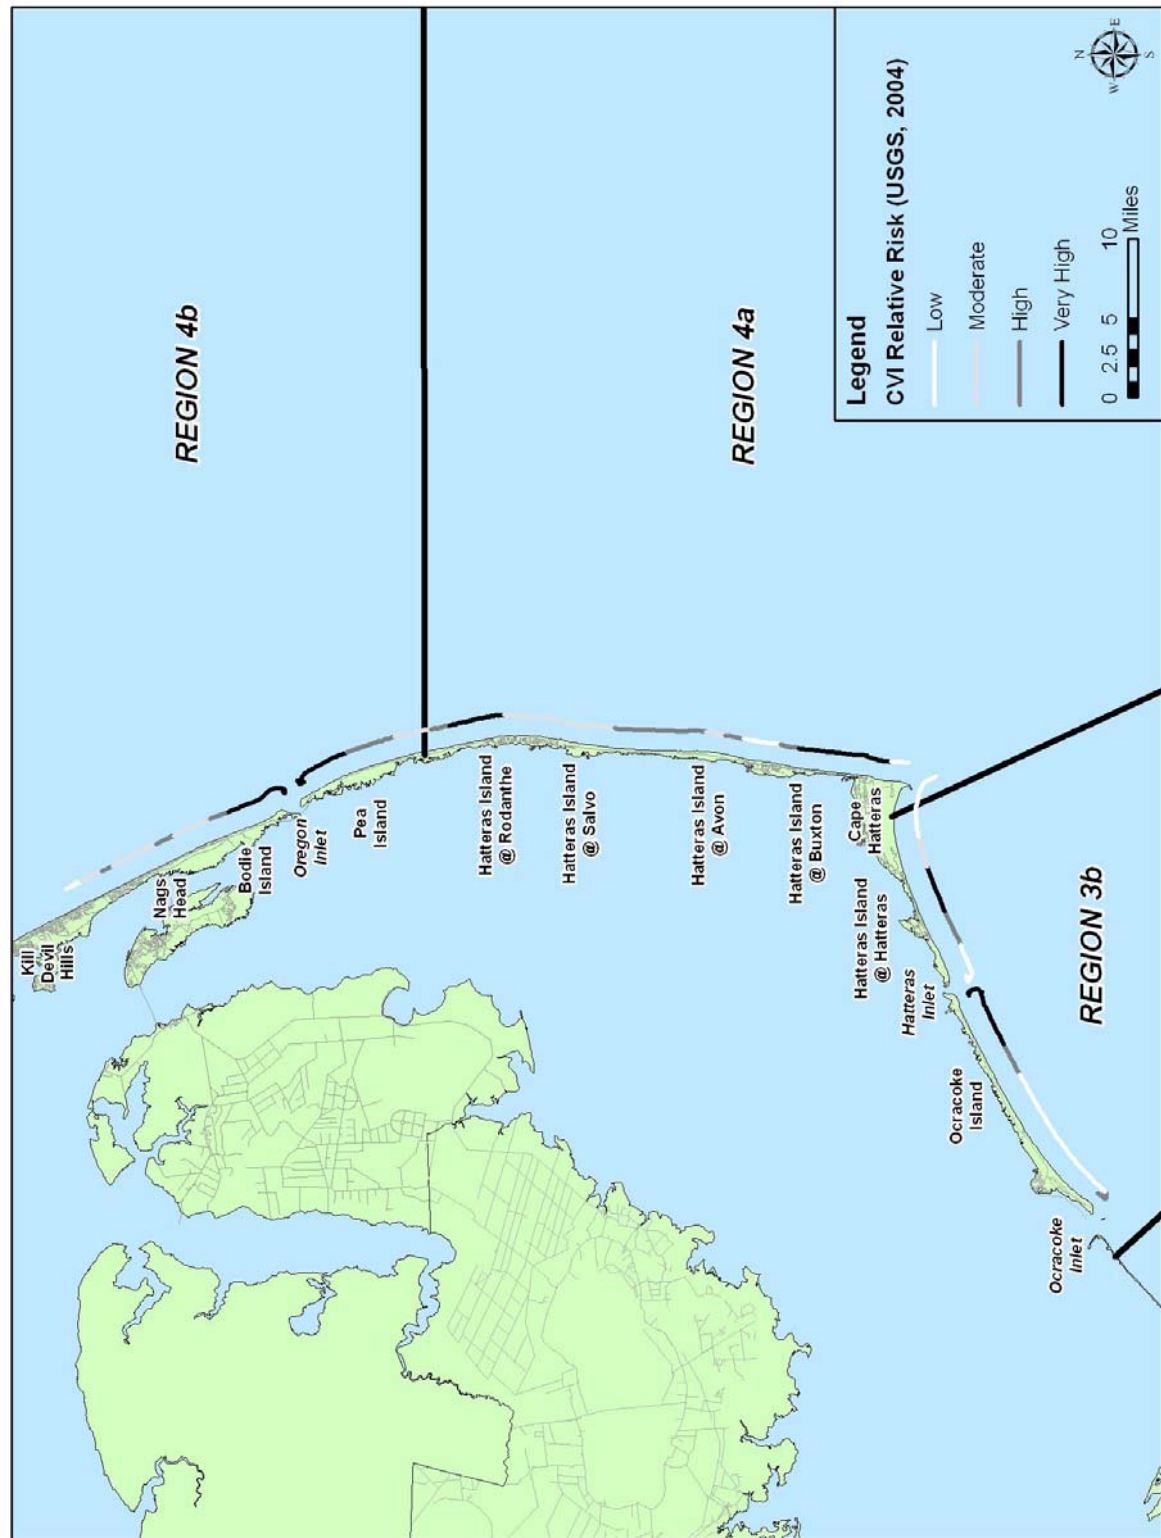 REGION 4b
REGION 4a
REGION 3b
Kill
Devil
Hills
Nags
Head
Bodie
Island
Oregon
Inlet
Pea
Island
Hatteras Island
@ Rodanthe
Hatteras Island
@ Salvo
Hatteras Island
@ Avon
Hatteras Island
@ Buxton
Cape
Hatteras
Hatteras Island
@ Hatteras
Hatteras
Inlet
Ocracoke
Island
Ocracoke
Inlet
Legend
CVI Relative Risk (USGS, 2004)
Low
Moderate
High
Very High
0 2.5 5 10
Miles
N
E
S
W